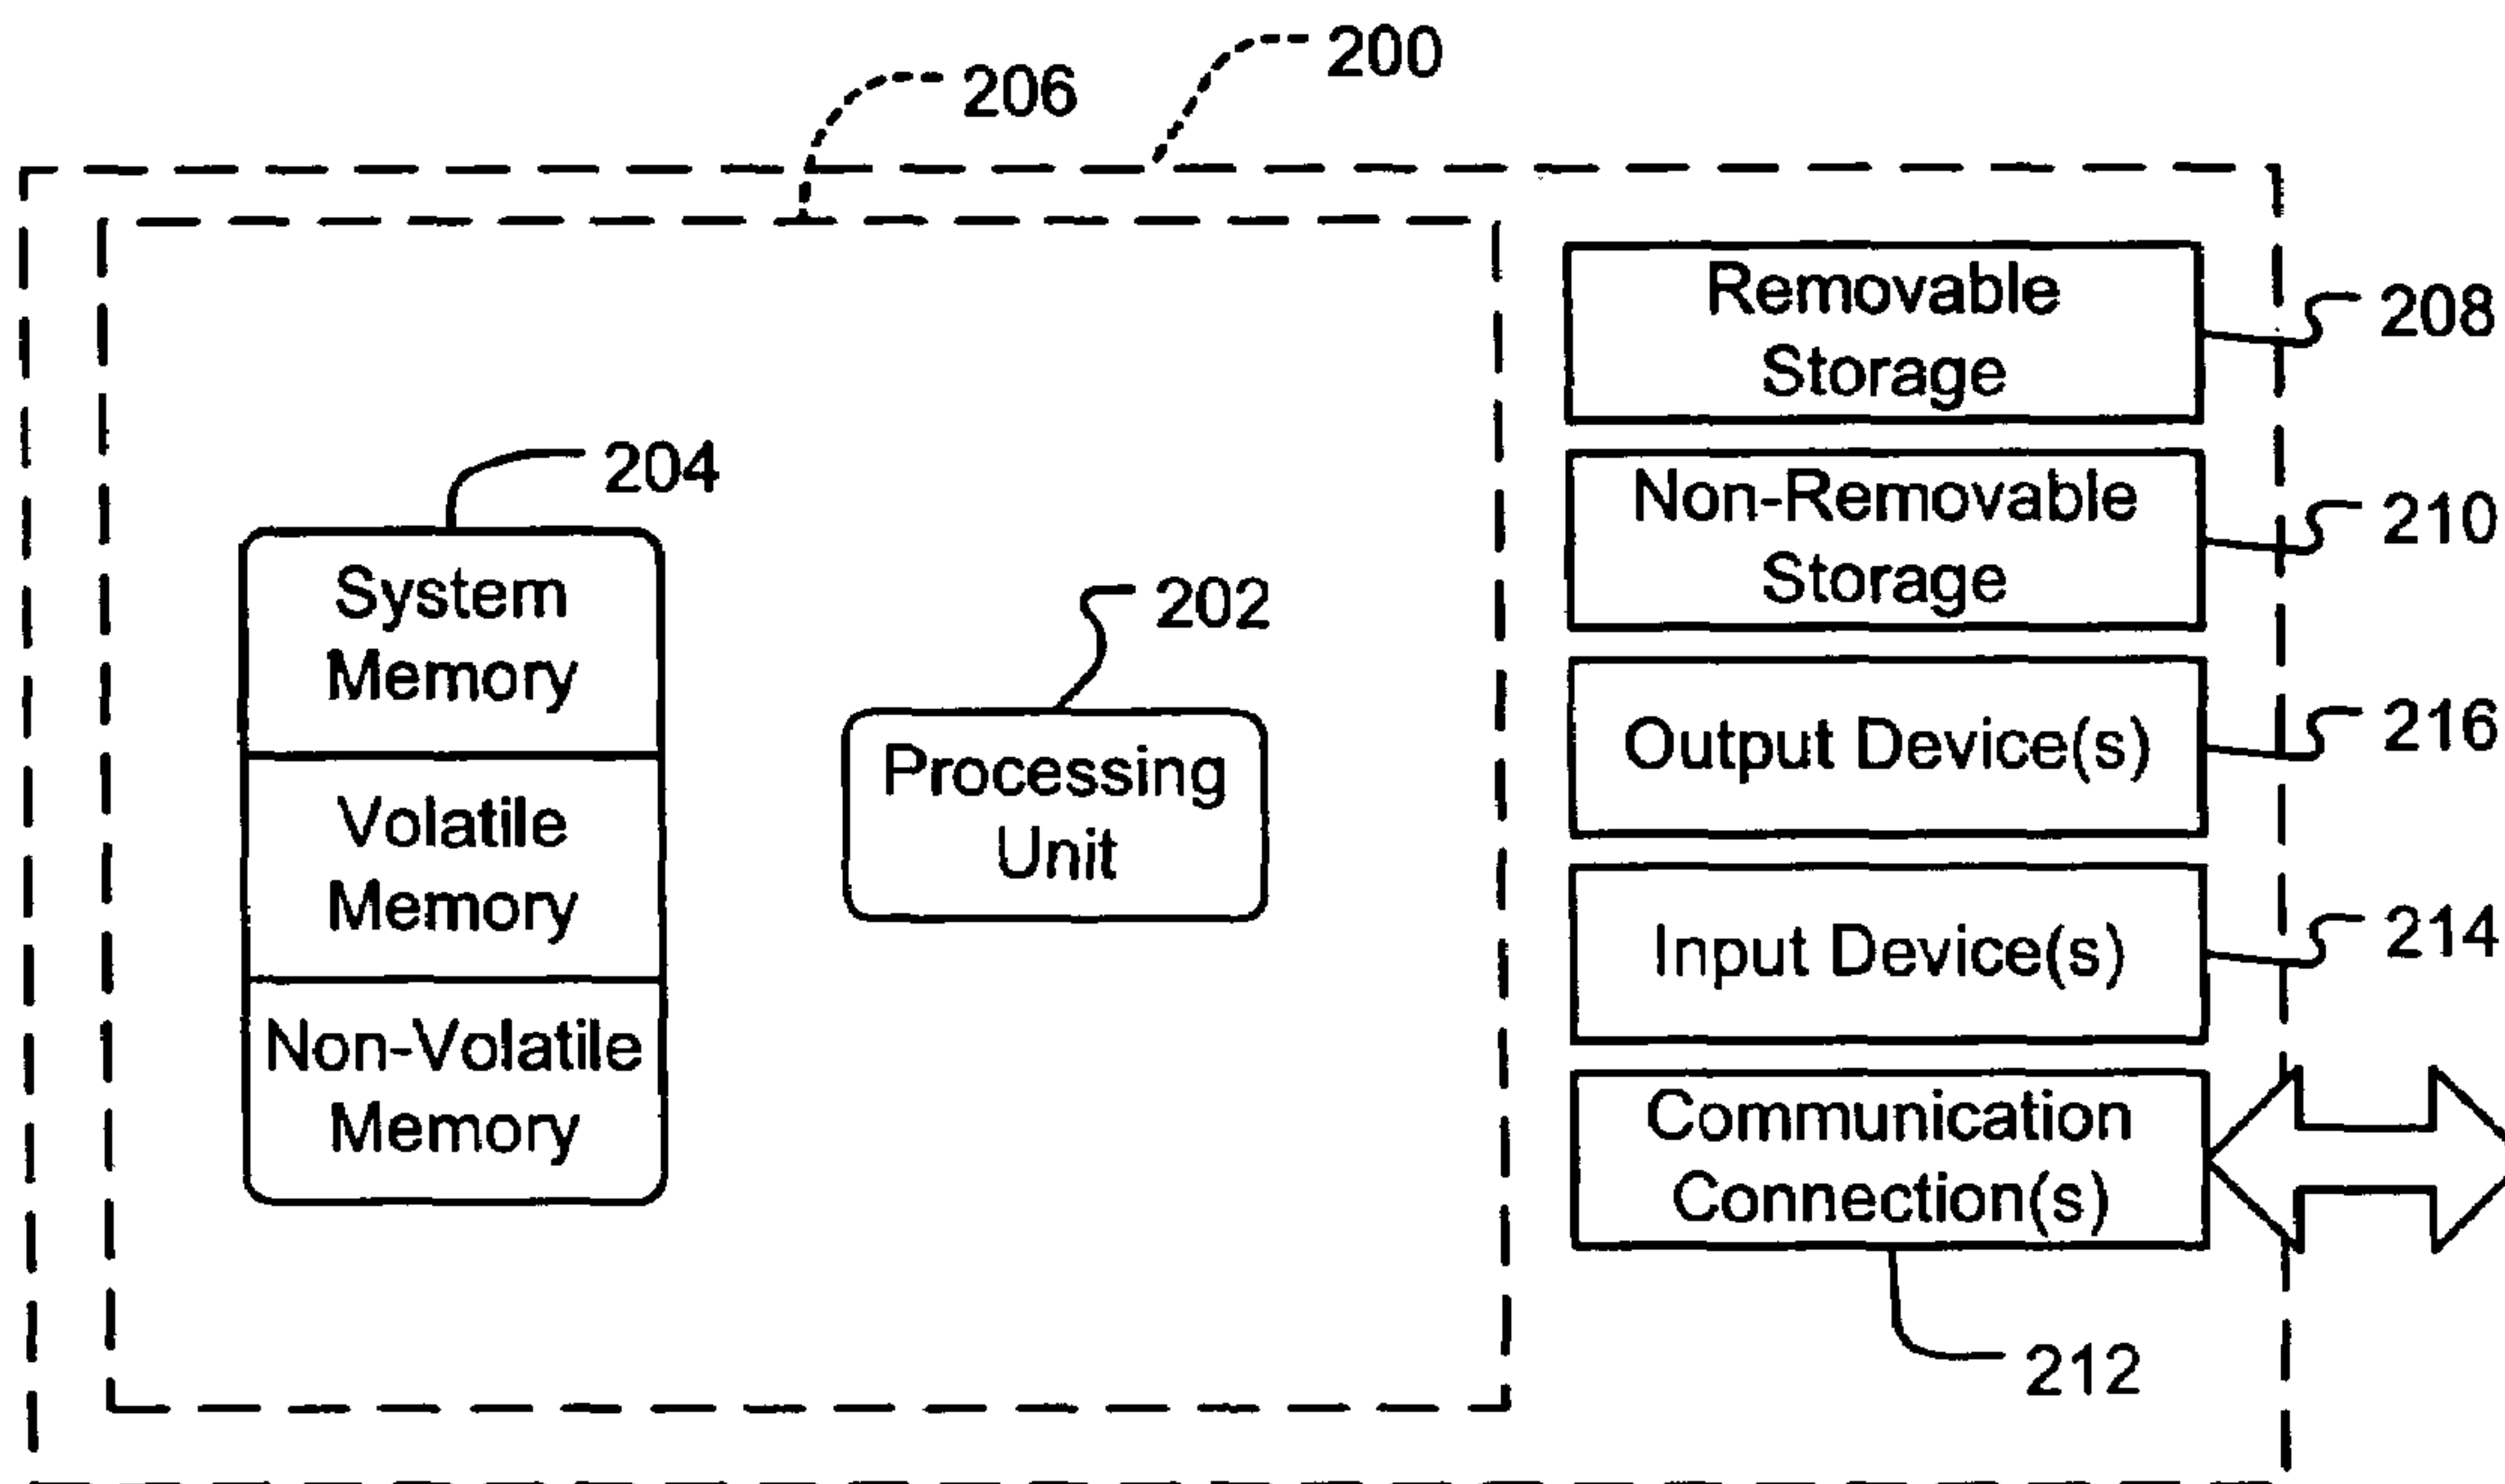 200
206
Removable
Storage
208
204
Non-Removable
Storage
210
System
Memory
202
Output Device(s)
216
Processing
Unit
Volatile
Memory
Input Device(s)
214
Non-Volatile
Memory
Communication
Connection(s)
212